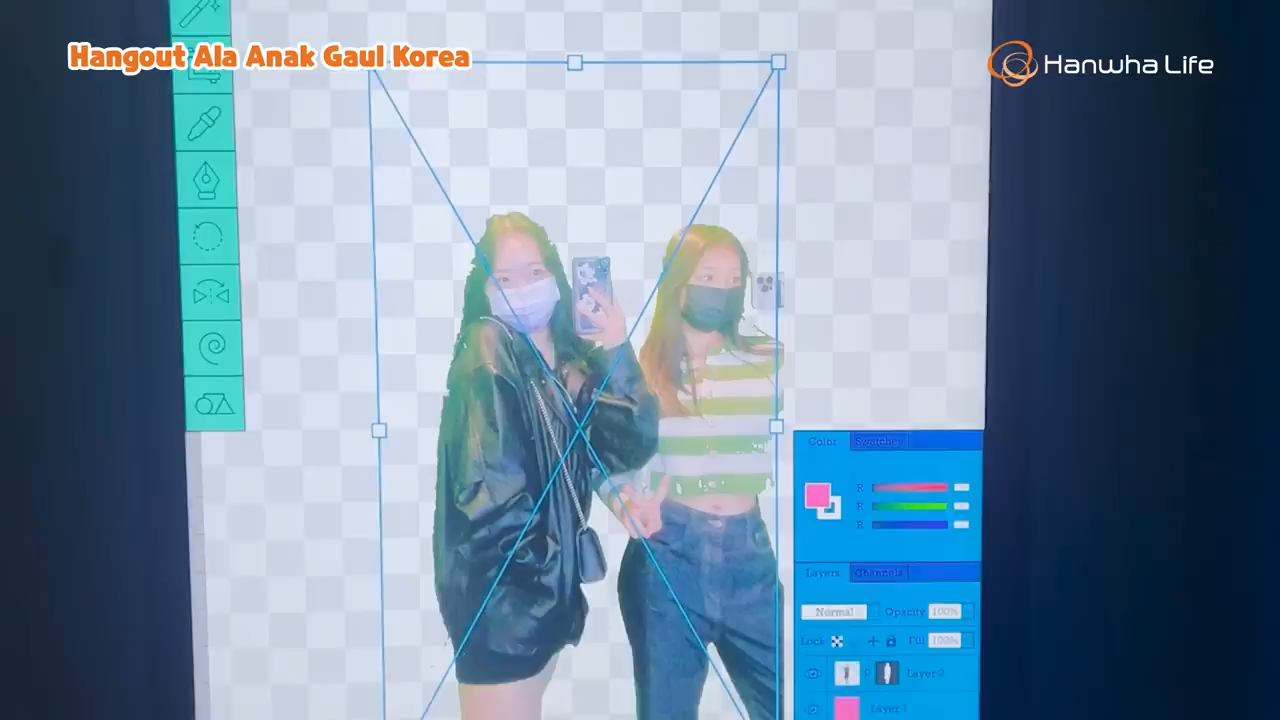 Hangout Ala Anak Gaul Korea
Hanwha Life
Color Swatches
R
R
R
Layers Channels
Normal Opacity 100%
Lock Fill 100%
Layer 2
Layer 1